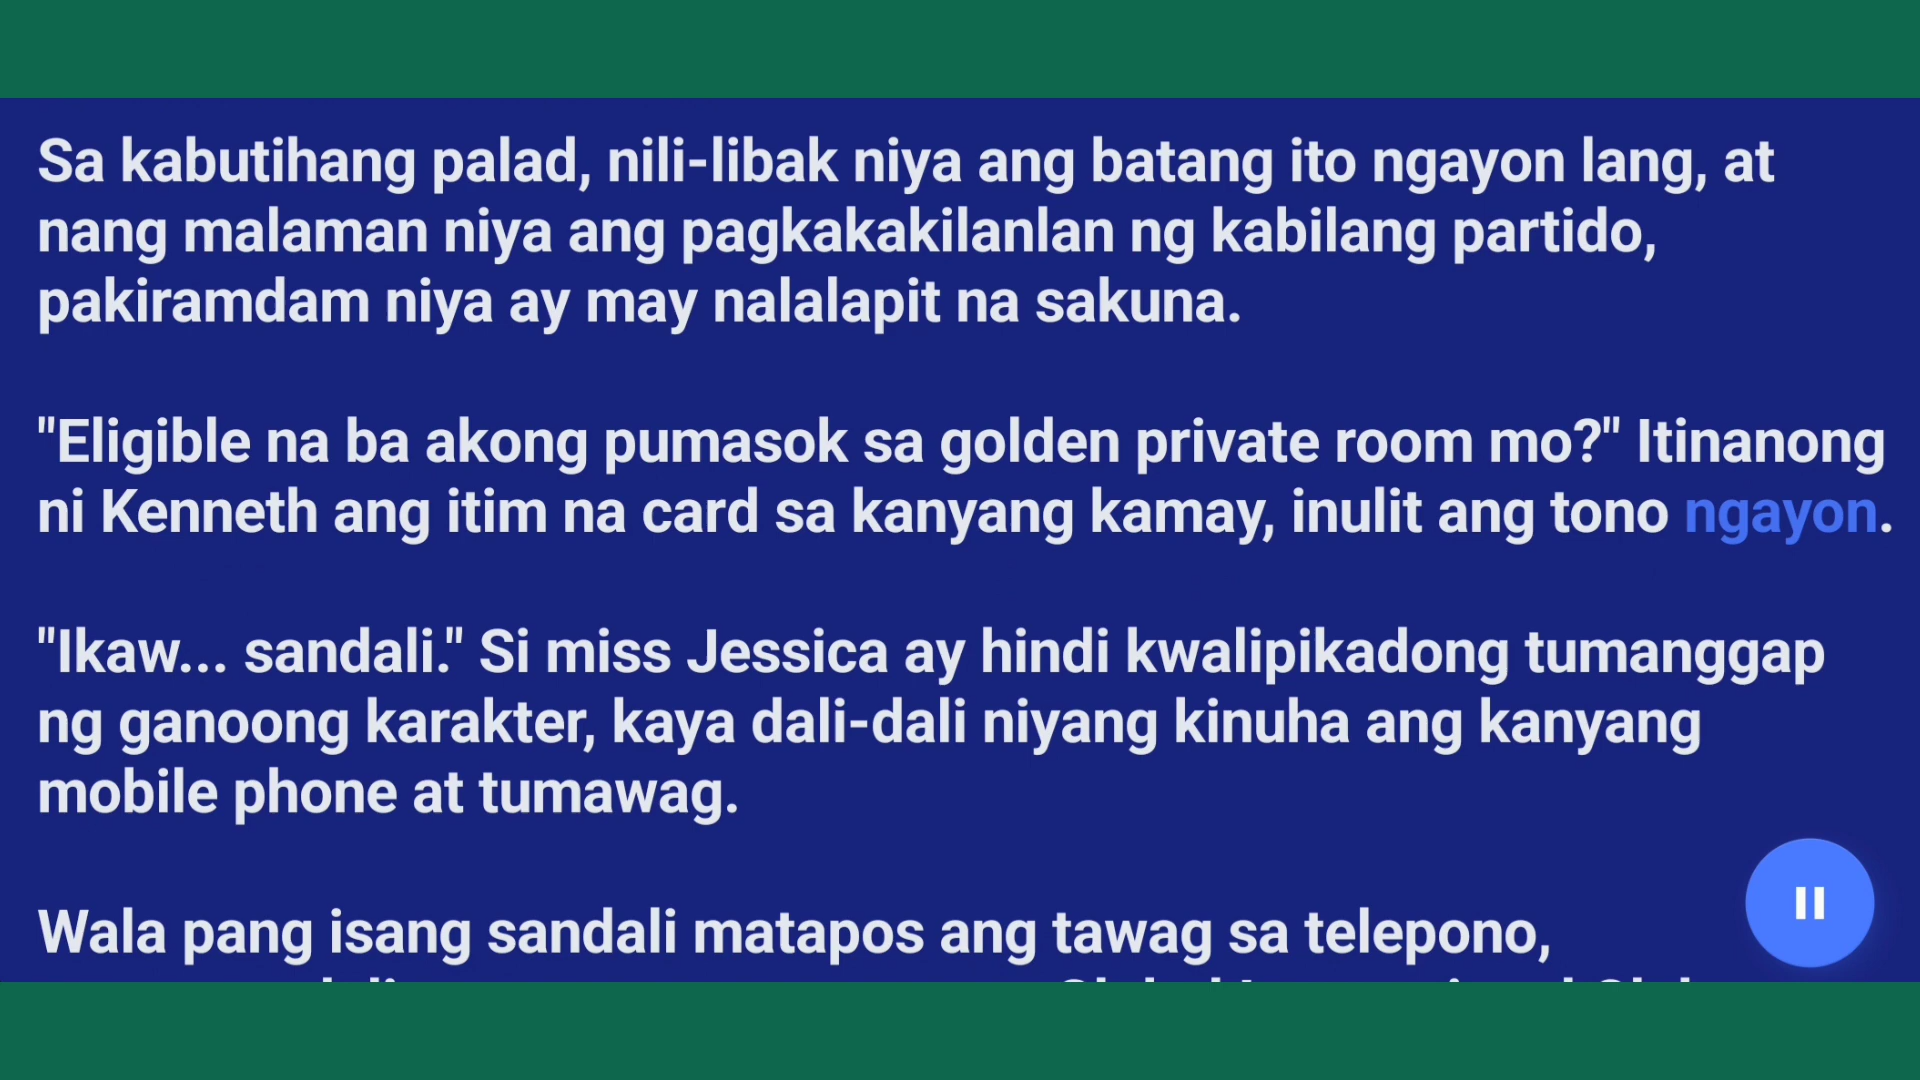 Sa kabutihang palad, nili-libak niya ang batang ito ngayon lang, at
nang malaman niya ang pagkakakilanlan ng kabilang partido,
pakiramdam niya ay may nalalapit na sakuna.
"Eligible na ba akong pumasok sa golden private room mo?" Itinanong
ni Kenneth ang itim na card sa kanyang kamay, inulit ang tono ngayon.
"Ikaw... sandali." Si miss Jessica ay hindi kwalipikadong tumanggap
ng ganoong karakter, kaya dali-dali niyang kinuha ang kanyang
mobile phone at tumawag.
Wala pang isang sandali matapos ang tawag sa telepono,